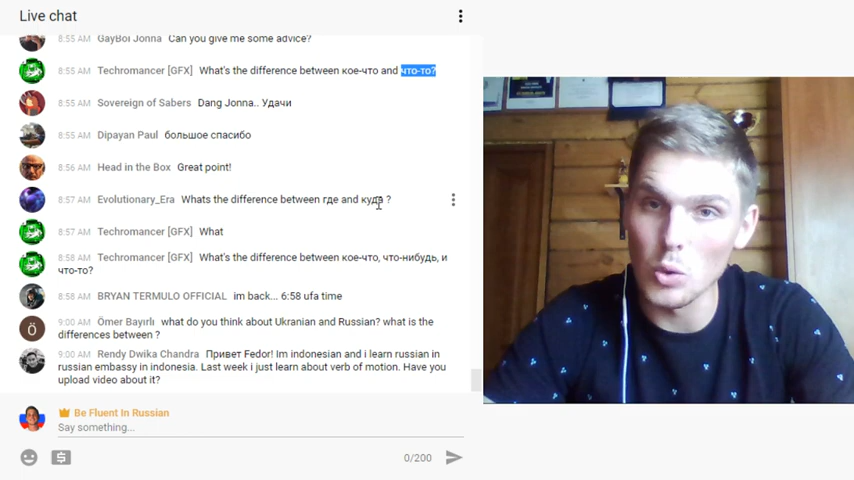 Live chat
8:55 AM GayBoi Jonna Can you give me some advice?
8:55 AM Techromancer [GFX] What's the difference between кое-что and что-то?
8:55 AM Sovereign of Sabers Dang Jonna.. Удачи
8:55 AM Dipayan Paul большое спасибо
8:56 AM Head in the Box Great point!
8:57 AM Evolutionary_Era Whats the difference between где and куда ?
8:57 AM Techromancer [GFX] What
8:58 AM Techromancer [GFX] What's the difference between кое-что, что-нибудь, и
что-то?
8:58 AM BRYAN TERMULO OFFICIAL im back... 6:58 ufa time
Ö 9:00 AM Ömer Bayırlı what do you think about Ukranian and Russian? what is the
differences between ?
9:00 AM Rendy Dwika Chandra Привет Fedor! Im indonesian and i learn russian in
russian embassy in indonesia. Last week i just learn about verb of motion. Have you
upload video about it?
Be Fluent In Russian
Say something...
0/200